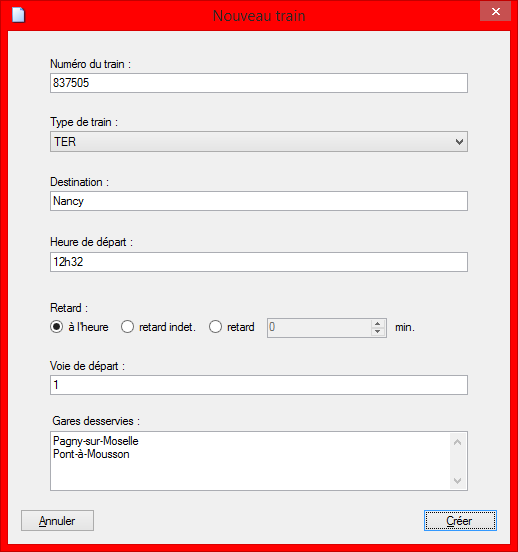 Nouveau train
Numéro du train :
837505
Type de train :
TER
Destination :
Nancy
Heure de départ :
12h32
Retard :
à l'heure retard indet. retard 0 min.
Voie de départ :
1
Gares desservies :
Pagny-sur-Moselle
Pont-à-Mousson
Annuler Créer